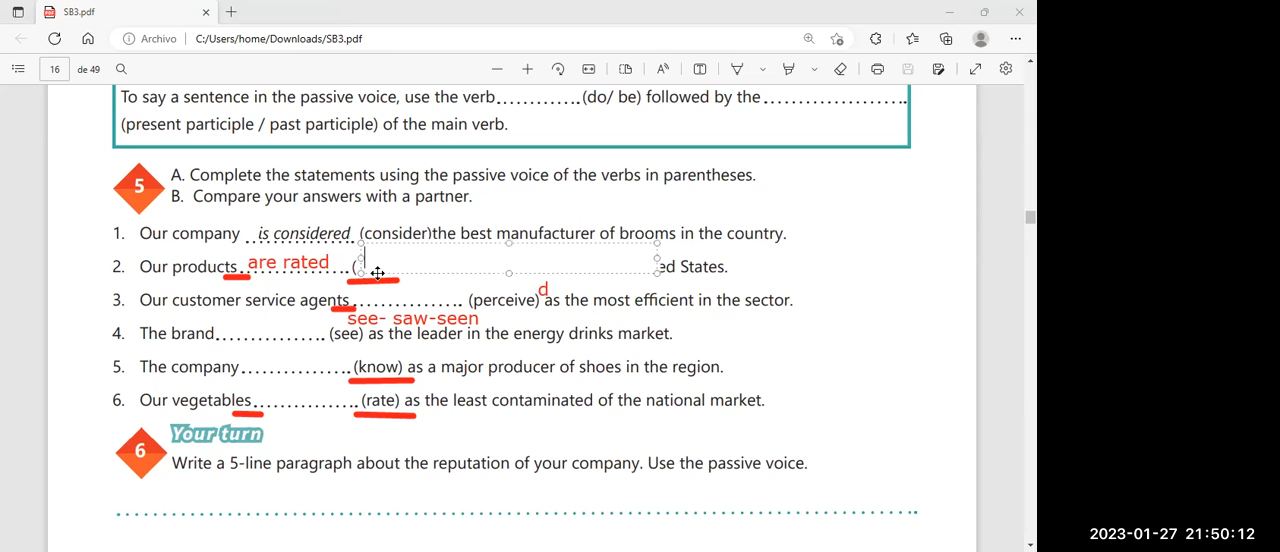 SB3.pdf
Archivo C:/Users/home/Downloads/SB3.pdf
16 de 49
To say a sentence in the passive voice, use the verb............(do/ be) followed by the.....................
(present participle / past participle) of the main verb.
5 A. Complete the statements using the passive voice of the verbs in parentheses.
B. Compare your answers with a partner.
1. Our company ..is considered.. (consider)the best manufacturer of brooms in the country.
2. Our products..are rated..( ed States.
d
3. Our customer service agents............... (perceive) as the most efficient in the sector.
see- saw-seen
4. The brand............... (see) as the leader in the energy drinks market.
5. The company............... (know) as a major producer of shoes in the region.
6. Our vegetables............... (rate) as the least contaminated of the national market.
Your turn
6 Write a 5-line paragraph about the reputation of your company. Use the passive voice.
2023-01-27 21:50:12